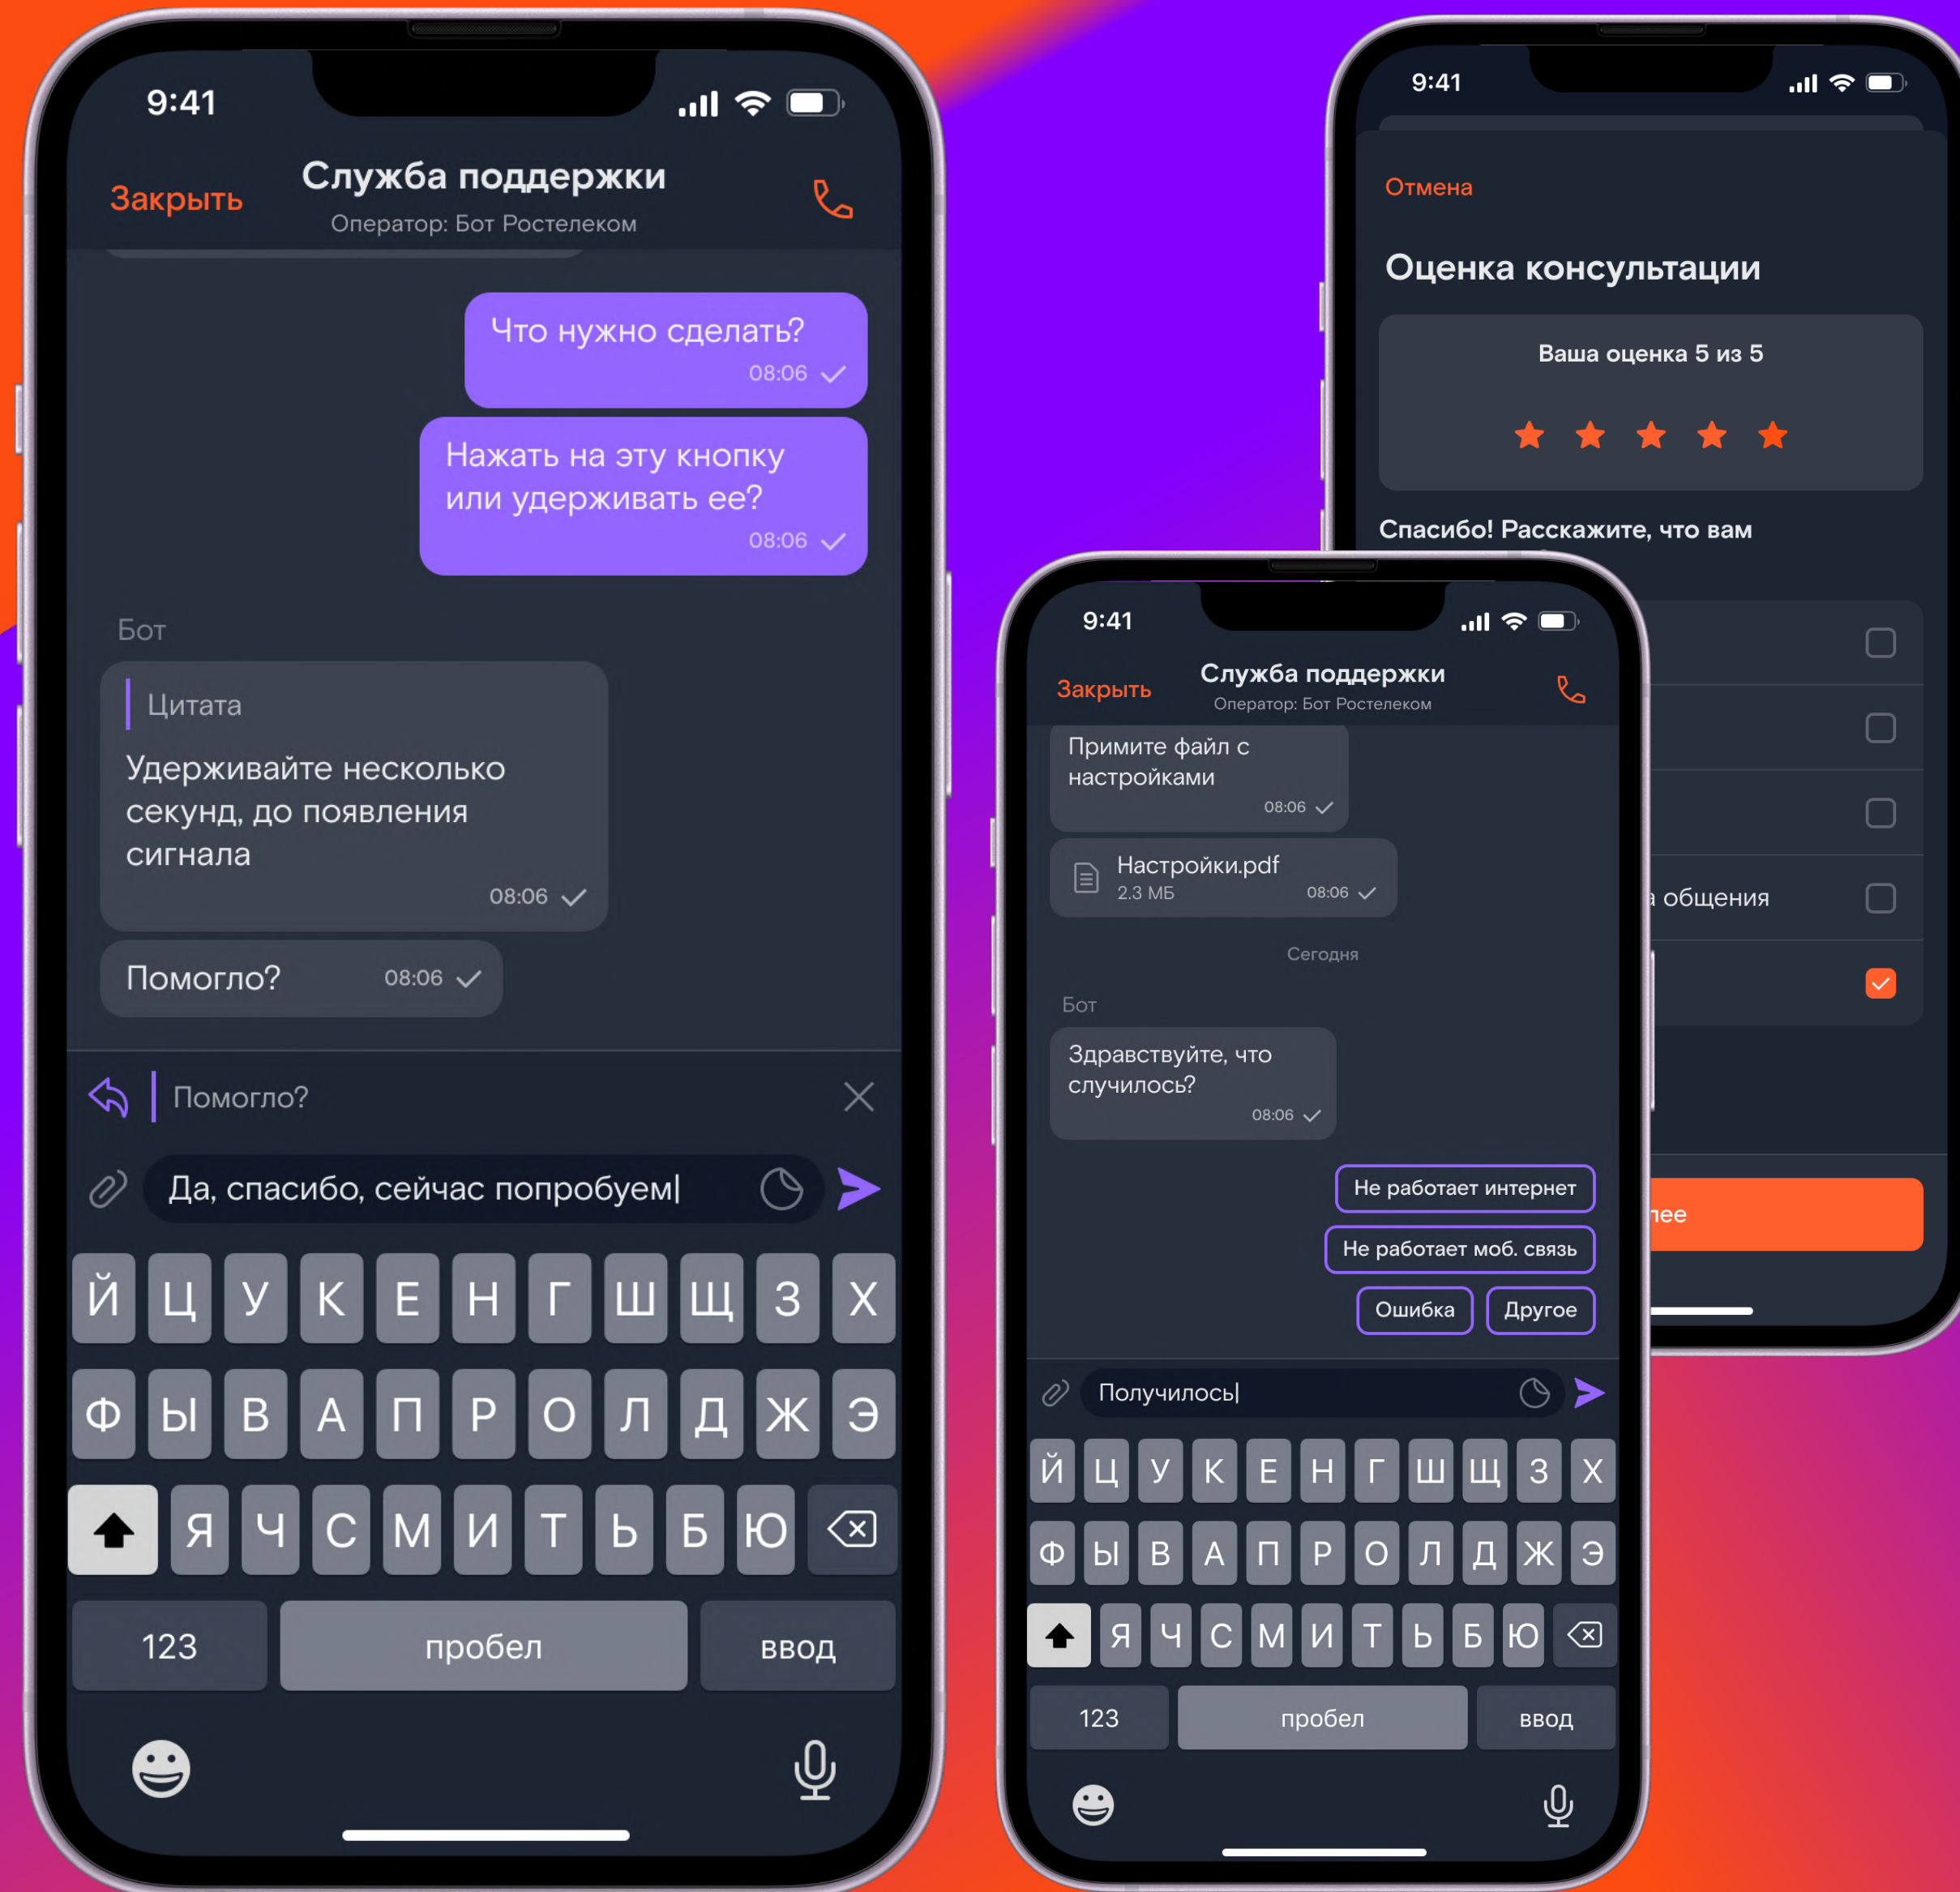 9:41
Закрыть
Служба поддержки
Оператор: Бот Ростелеком
Что нужно сделать?
08:06
Нажать на эту кнопку
или удерживать ее?
08:06
Бот
Цитата
Удерживайте несколько
секунд, до появления
сигнала
08:06
Помогло? 08:06
Помогло?
Да, спасибо, сейчас попробуем
Й Ц У К Е Н Г Ш Щ З Х
Ф Ы В А П Р О Л Д Ж Э
Я Ч С М И Т Ь Б Ю
123 пробел ввод
9:41
Закрыть
Служба поддержки
Оператор: Бот Ростелеком
Примите файл с
настройками
08:06
Настройки.pdf
2.3 МБ 08:06
Сегодня
Бот
Здравствуйте, что
случилось?
08:06
Не работает интернет
Не работает моб. связь
Ошибка Другое
Получилось
Й Ц У К Е Н Г Ш Щ З Х
Ф Ы В А П Р О Л Д Ж Э
Я Ч С М И Т Ь Б Ю
123 пробел ввод
9:41
Отмена
Оценка консультации
Ваша оценка 5 из 5
Спасибо! Расскажите, что вам
общения